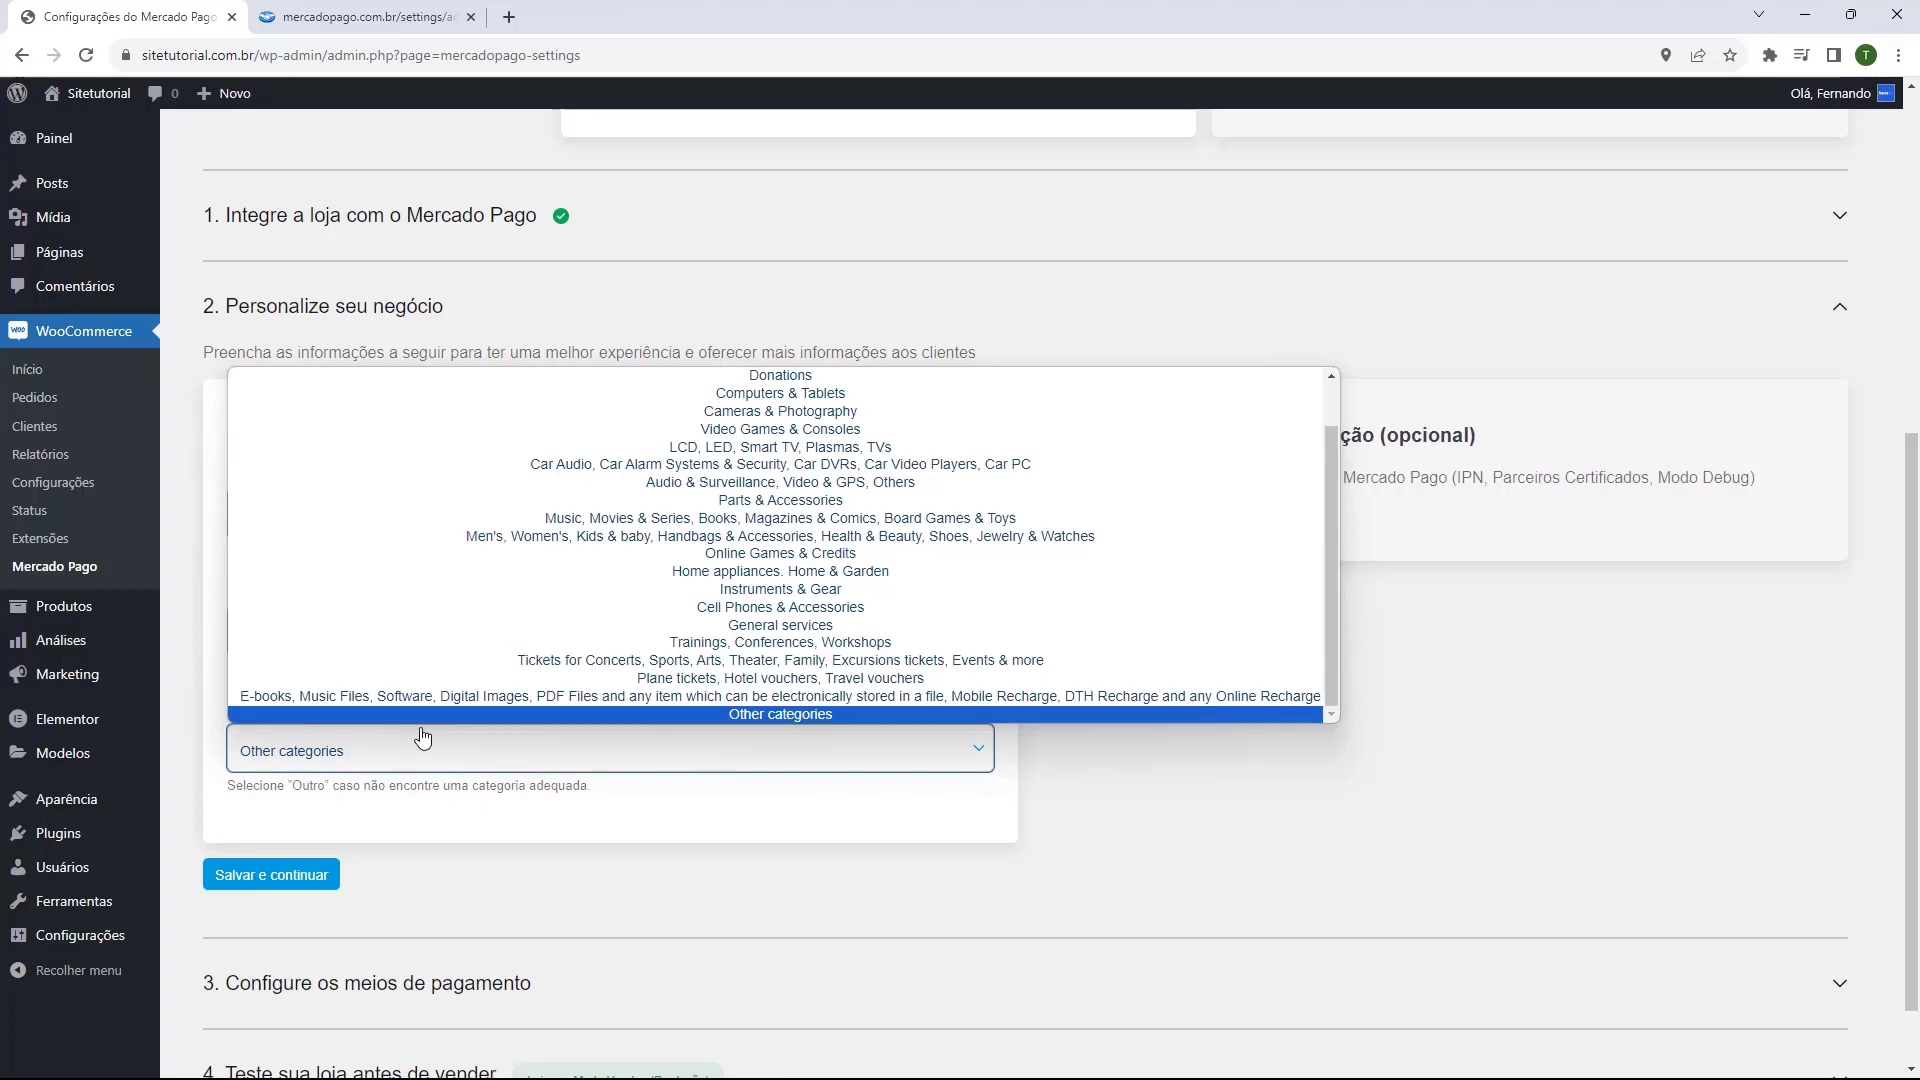 Configurações do Mercado Pago
mercadopago.com.br/settings/ac
sitetutorial.com.br/wp-admin/admin.php?page=mercadopago-settings
T
Sitetutorial
0
Novo
Olá, Fernando
Painel
Posts
Mídia
Páginas
Comentários
WooCommerce
Início
Pedidos
Clientes
Relatórios
Configurações
Status
Extensões
Mercado Pago
Produtos
Análises
Marketing
Elementor
Modelos
Aparência
Plugins
Usuários
Ferramentas
Configurações
Recolher menu
1. Integre a loja com o Mercado Pago
2. Personalize seu negócio
Preencha as informações a seguir para ter uma melhor experiência e oferecer mais informações aos clientes
Donations
Computers & Tablets
Cameras & Photography
Video Games & Consoles
LCD, LED, Smart TV, Plasmas, TVs
Car Audio, Car Alarm Systems & Security, Car DVRs, Car Video Players, Car PC
Audio & Surveillance, Video & GPS, Others
Parts & Accessories
Music, Movies & Series, Books, Magazines & Comics, Board Games & Toys
Men's, Women's, Kids & baby, Handbags & Accessories, Health & Beauty, Shoes, Jewelry & Watches
Online Games & Credits
Home appliances. Home & Garden
Instruments & Gear
Cell Phones & Accessories
General services
Trainings, Conferences, Workshops
Tickets for Concerts, Sports, Arts, Theater, Family, Excursions tickets, Events & more
Plane tickets, Hotel vouchers, Travel vouchers
E-books, Music Files, Software, Digital Images, PDF Files and any item which can be electronically stored in a file, Mobile Recharge, DTH Recharge and any Online Recharge
Other categories
ção (opcional)
Mercado Pago (IPN, Parceiros Certificados, Modo Debug)
Other categories
Selecione "Outro" caso não encontre uma categoria adequada.
Salvar e continuar
3. Configure os meios de pagamento
4. Teste sua loja antes de vender